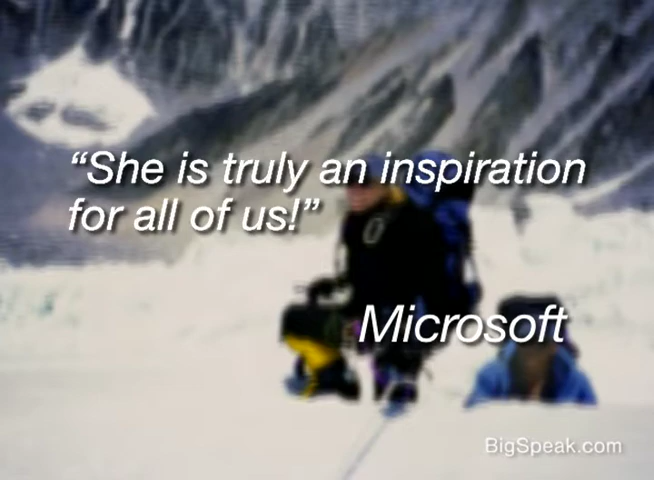 “She is truly an inspiration
for all of us!”
Microsoft
BigSpeak.com